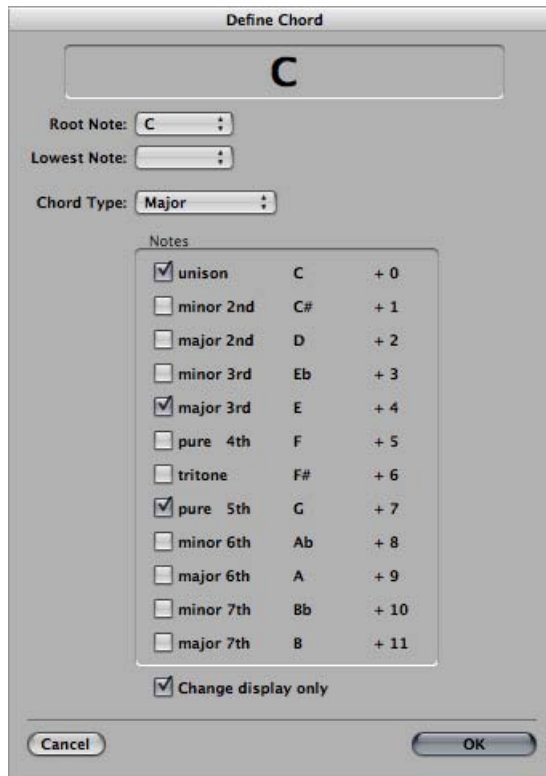 Define Chord
C
Root Note: C
Lowest Note:
Chord Type: Major
Notes
unison C + 0
minor 2nd C# + 1
major 2nd D + 2
minor 3rd Eb + 3
major 3rd E + 4
pure 4th F + 5
tritone F# + 6
pure 5th G + 7
minor 6th Ab + 8
major 6th A + 9
minor 7th Bb + 10
major 7th B + 11
Change display only
Cancel OK